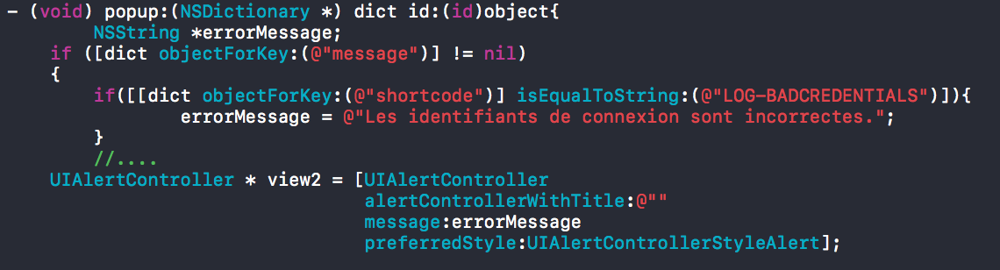 - (void) popup:(NSDictionary *) dict id:(id)object{
NSString *errorMessage;
if ([dict objectForKey:(@"message")] != nil)
{
if([[dict objectForKey:(@"shortcode")] isEqualToString:(@"LOG-BADCREDENTIALS")]){
errorMessage = @"Les identifiants de connexion sont incorrectes.";
}
//....
UIAlertController * view2 = [UIAlertController
alertControllerWithTitle:@""
message:errorMessage
preferredStyle:UIAlertControllerStyleAlert];